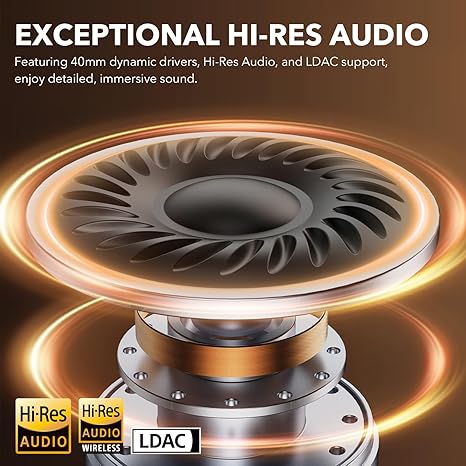 EXCEPTIONAL HI-RES AUDIO
Featuring 40mm dynamic drivers, Hi-Res Audio, and LDAC support,
enjoy detailed, immersive sound.
Hi-Res
AUDIO
Hi-Res
AUDIO
WIRELESS
LDAC